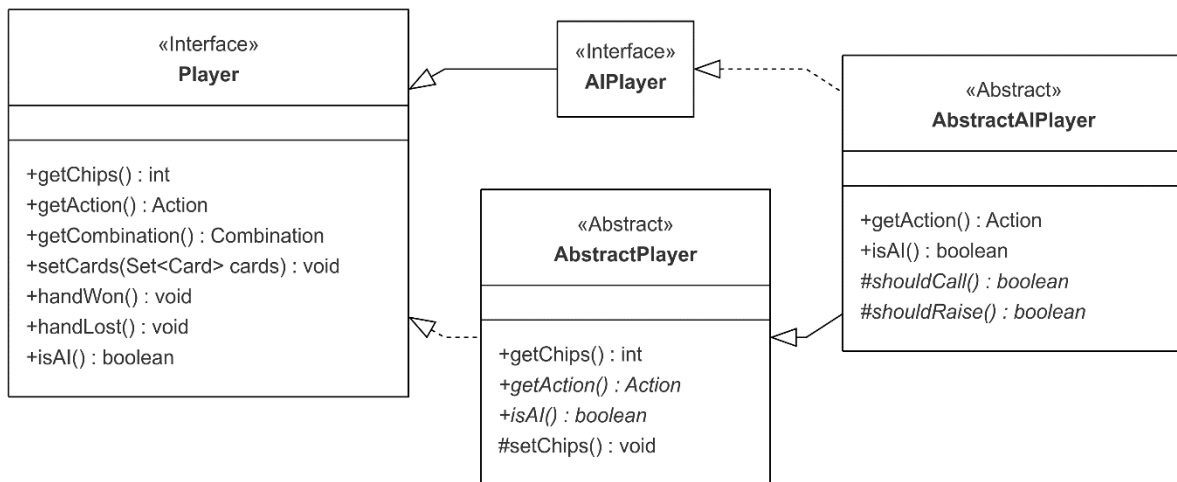 «Interface»
Player
+getChips() : int
+getAction() : Action
+getCombination() : Combination
+setCards(Set<Card> cards) : void
+handWon() : void
+handLost() : void
+isAI() : boolean
«Interface»
AIPlayer
«Abstract»
AbstractPlayer
+getChips() : int
+getAction() : Action
+isAI() : boolean
#setChips() : void
«Abstract»
AbstractAIPlayer
+getAction() : Action
+isAI() : boolean
#shouldCall() : boolean
#shouldRaise() : boolean